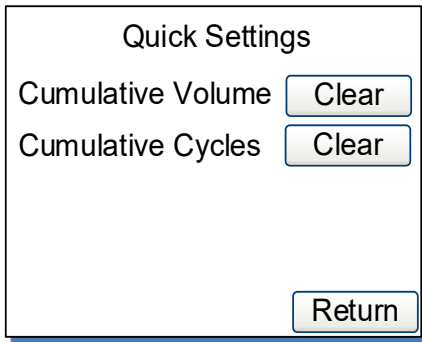 Quick Settings
Cumulative Volume Clear
Cumulative Cycles Clear
Return